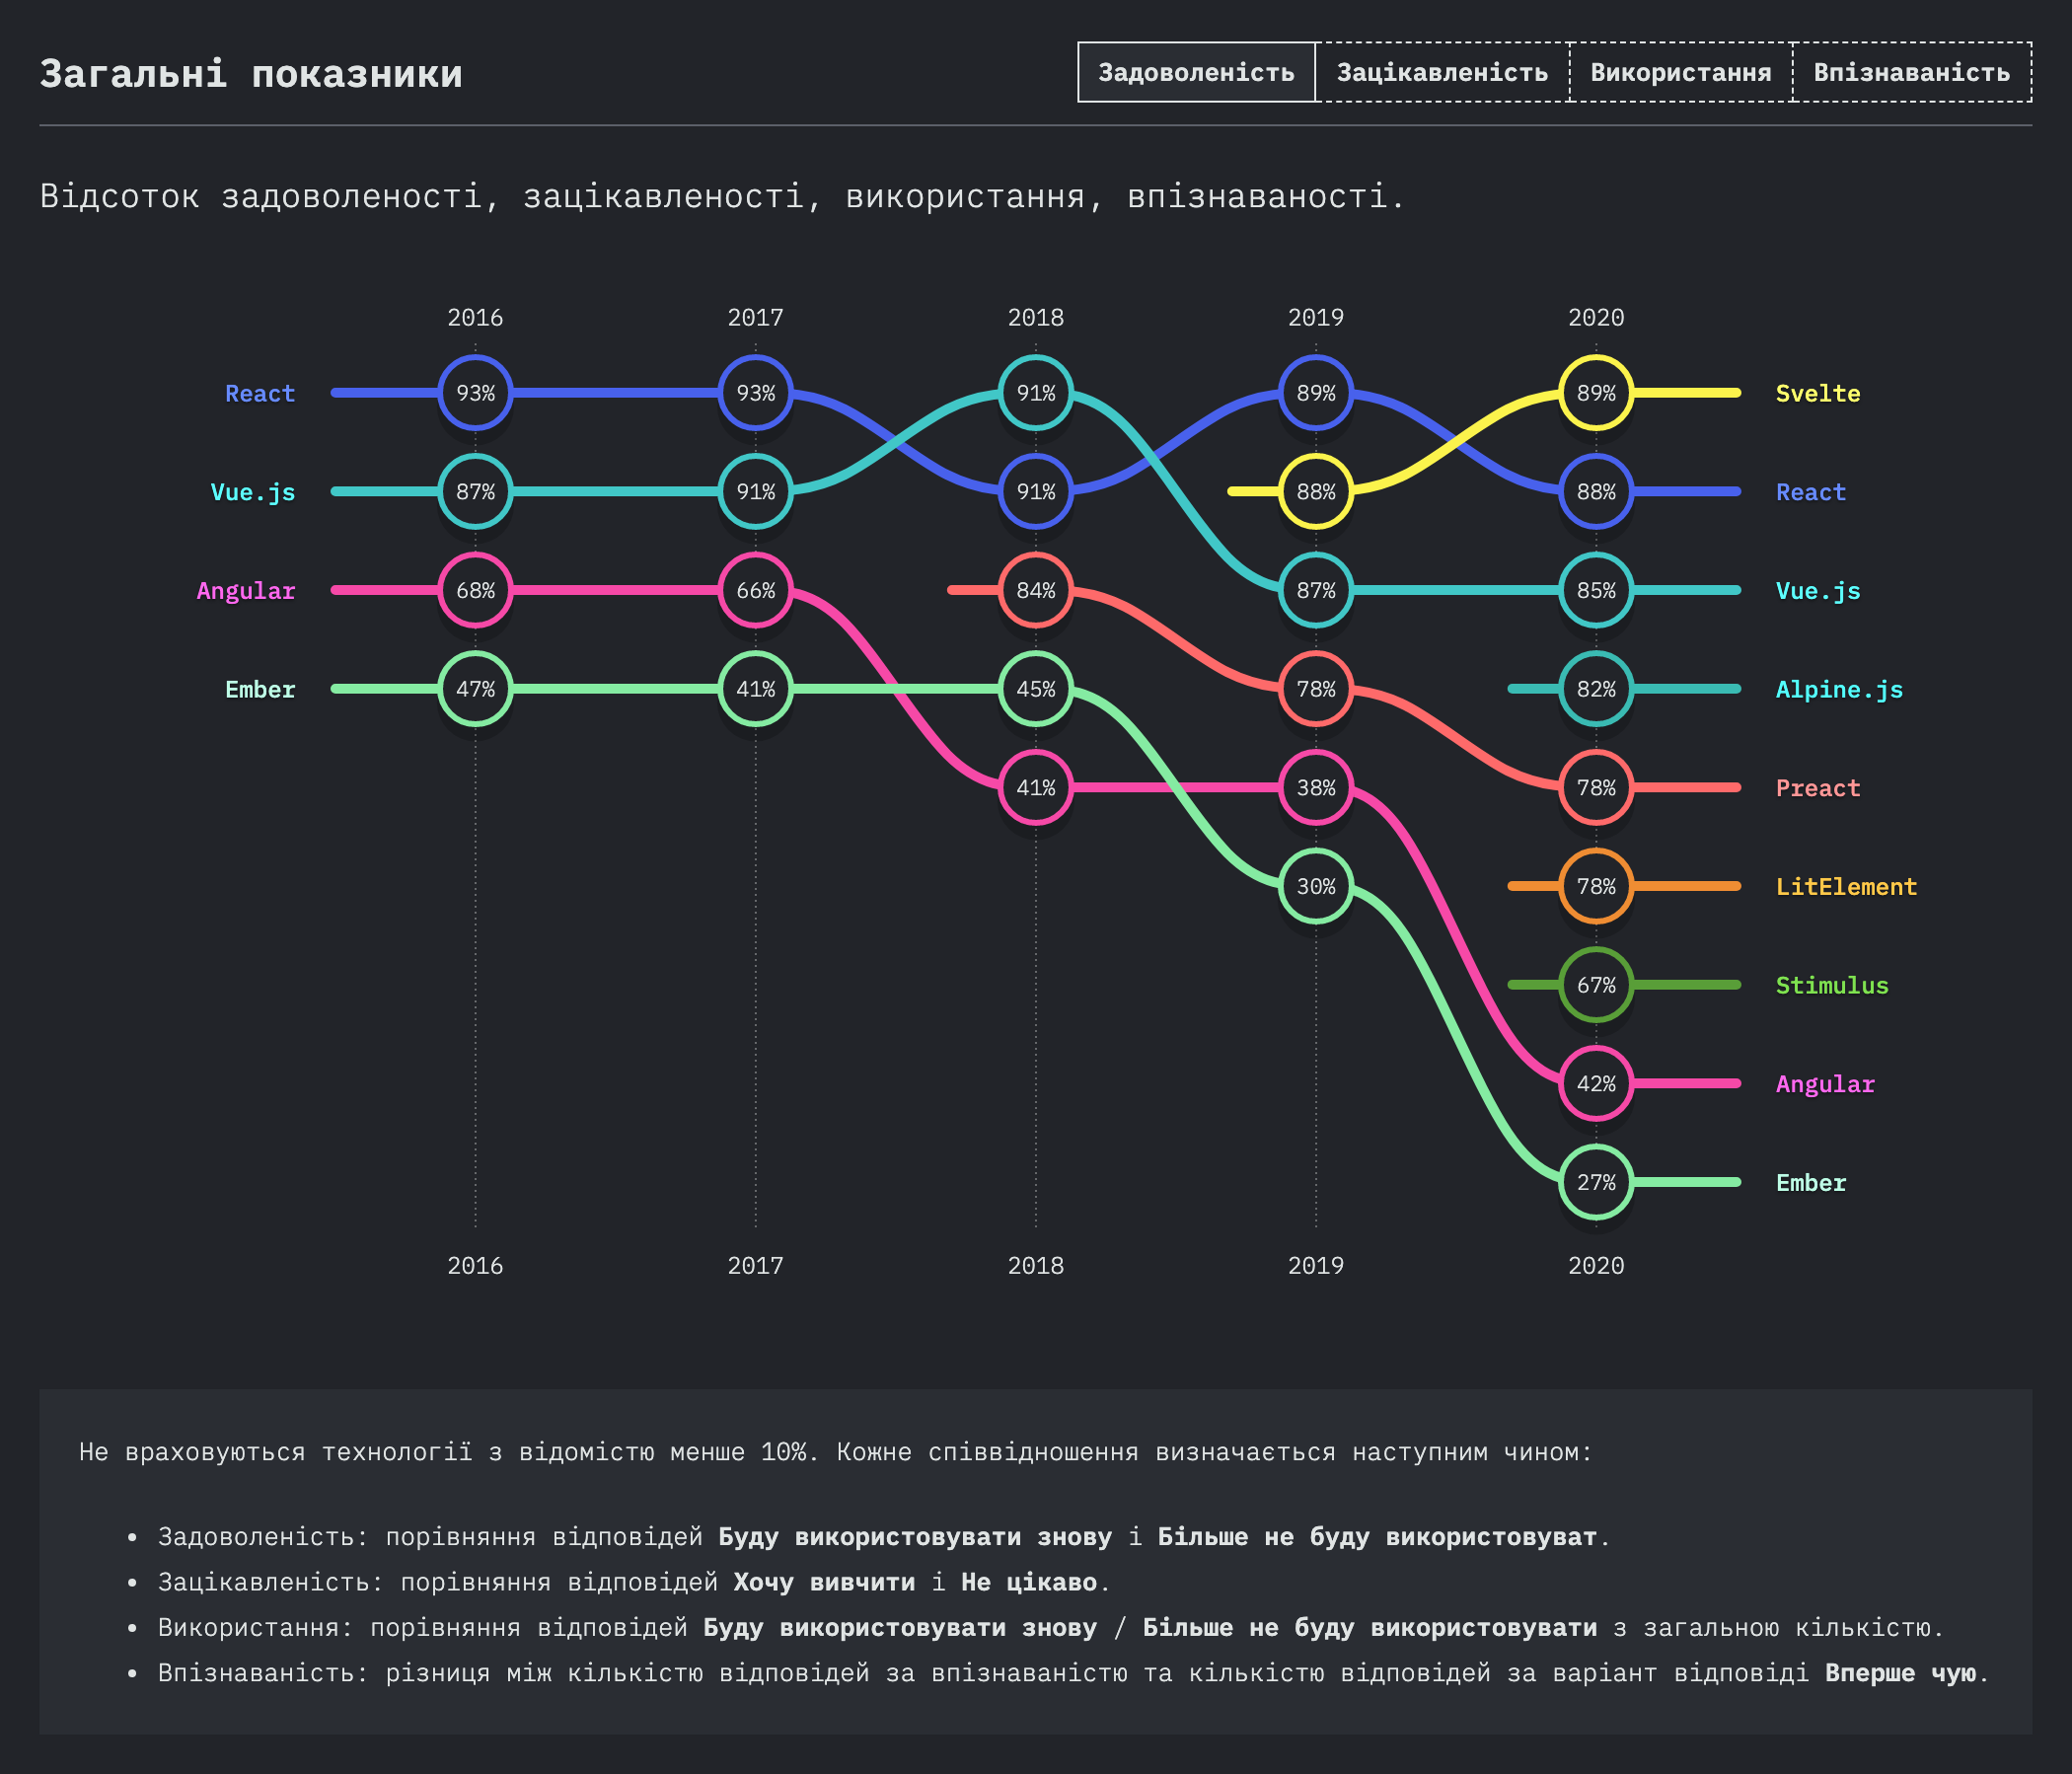 Загальні показники
Задоволеність Зацікавленість Використання Впізнаваність
Відсоток задоволеності, зацікавленості, використання, впізнаваності.
2016 2017 2018 2019 2020
React 93% 93% 91% 89% 89% Svelte
Vue.js 87% 91% 91% 88% 88% React
Angular 68% 66% 84% 87% 85% Vue.js
Ember 47% 41% 45% 78% 82% Alpine.js
41% 38% 78% Preact
30% 78% LitElement
67% Stimulus
42% Angular
27% Ember
2016 2017 2018 2019 2020
Не враховуються технології з відомістю менше 10%. Кожне співвідношення визначається наступним чином:
• Задоволеність: порівняння відповідей Буду використовувати знову і Більше не буду використовуват.
• Зацікавленість: порівняння відповідей Хочу вивчити і Не цікаво.
• Використання: порівняння відповідей Буду використовувати знову / Більше не буду використовувати з загальною кількістю.
• Впізнаваність: різниця між кількістю відповідей за впізнаваністю та кількістю відповідей за варіант відповіді Вперше чую.